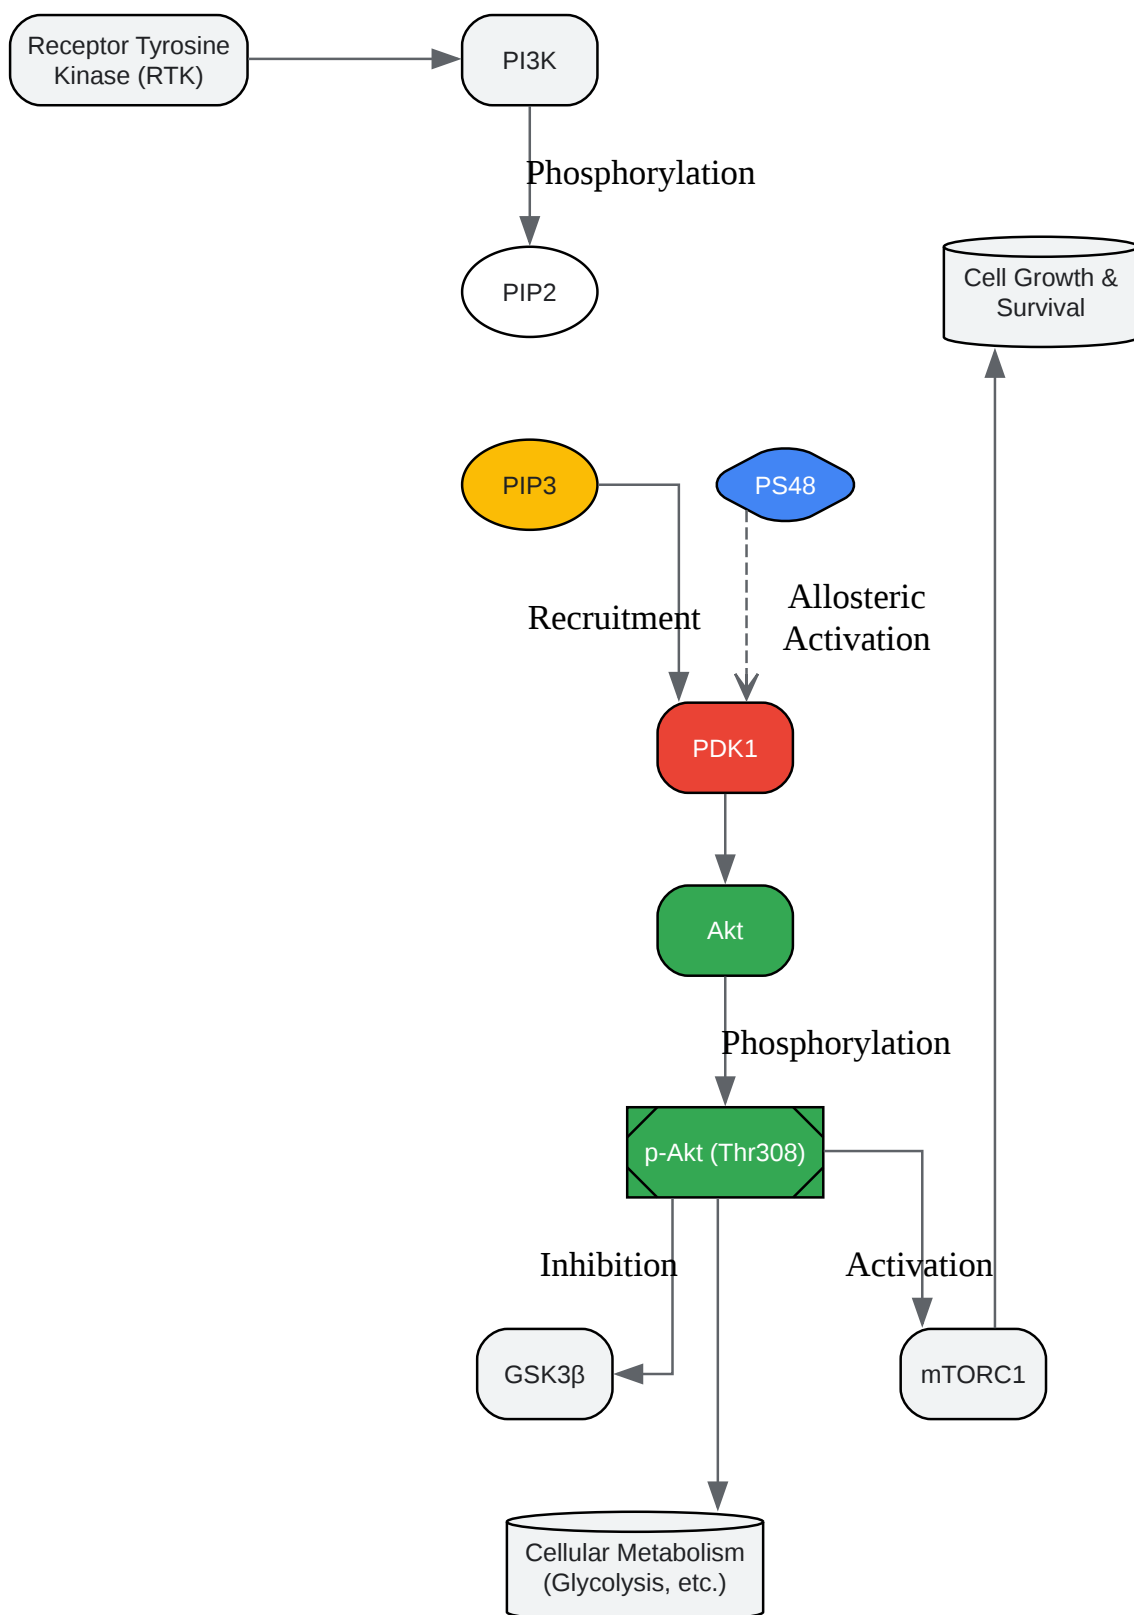 Receptor Tyrosine
Kinase (RTK)
PI3K
Phosphorylation
PIP2
Cell Growth &
Survival
PIP3
PS48
Recruitment
Allosteric
Activation
PDK1
Akt
Phosphorylation
p-Akt (Thr308)
Inhibition
Activation
GSK3β
mTORC1
Cellular Metabolism
(Glycolysis, etc.)